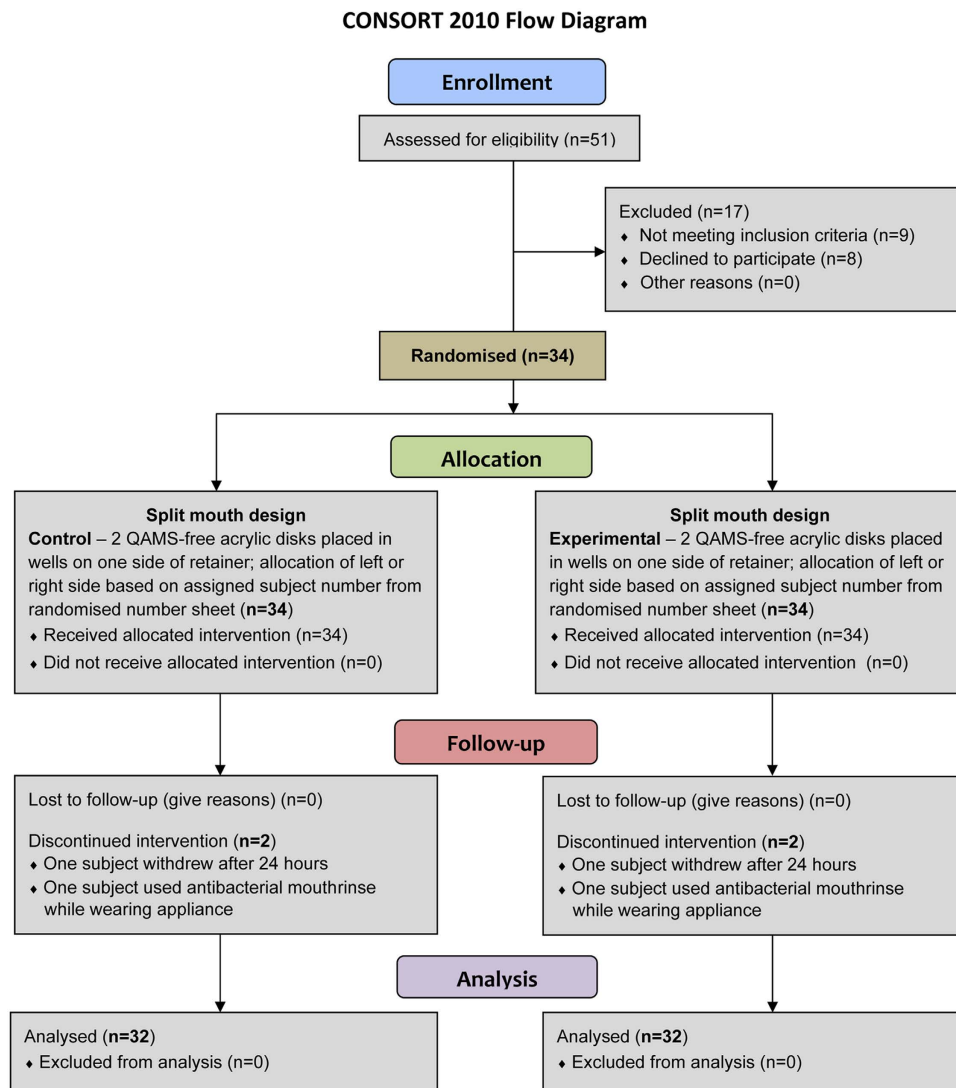 CONSORT 2010 Flow Diagram
Enrollment
Assessed for eligibility (n=51)
Excluded (n=17)
♦ Not meeting inclusion criteria (n=9)
♦ Declined to participate (n=8)
♦ Other reasons (n=0)
Randomised (n=34)
Allocation
Split mouth design
Control – 2 QAMS-free acrylic disks placed in
wells on one side of retainer; allocation of left or
right side based on assigned subject number from
randomised number sheet (n=34)
♦ Received allocated intervention (n=34)
♦ Did not receive allocated intervention (n=0)
Split mouth design
Experimental – 2 QAMS-free acrylic disks placed
in wells on one side of retainer; allocation of left or
right side based on assigned subject number from
randomised number sheet (n=34)
♦ Received allocated intervention (n=34)
♦ Did not receive allocated intervention (n=0)
Follow-up
Lost to follow-up (give reasons) (n=0)
Discontinued intervention (n=2)
♦ One subject withdrew after 24 hours
♦ One subject used antibacterial mouthrinse
while wearing appliance
Lost to follow-up (give reasons) (n=0)
Discontinued intervention (n=2)
♦ One subject withdrew after 24 hours
♦ One subject used antibacterial mouthrinse
while wearing appliance
Analysis
Analysed (n=32)
♦ Excluded from analysis (n=0)
Analysed (n=32)
♦ Excluded from analysis (n=0)